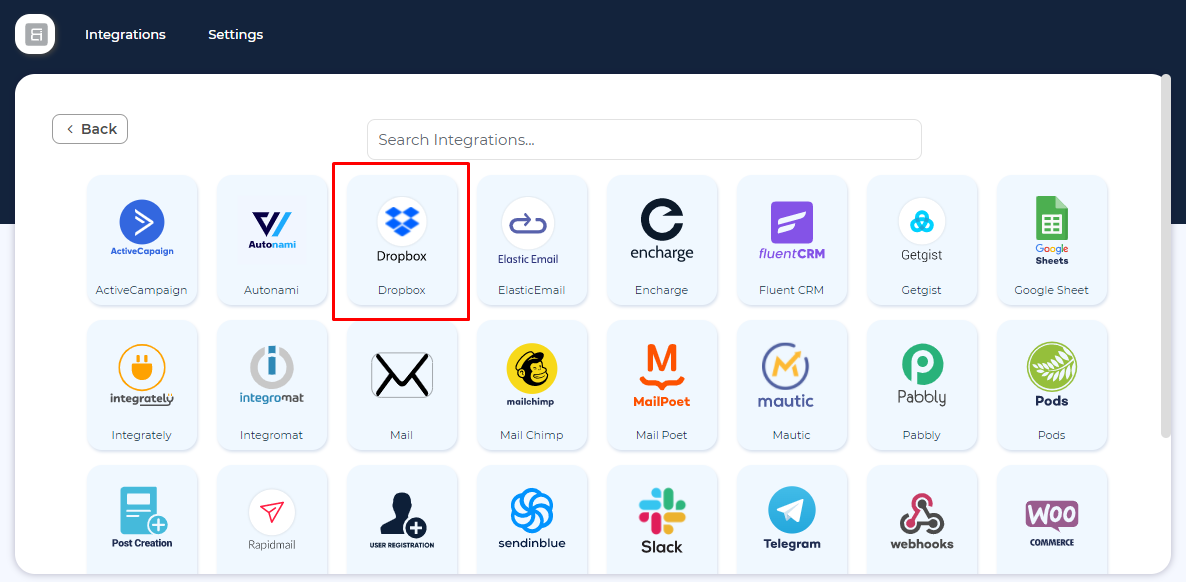 Integrations
Settings
Back
Search Integrations...
ActiveCapaign
Autonami
Dropbox
Elastic Email
encharge
fluentCRM
Getgist
Google
Sheets
ActiveCampaign
Autonami
Dropbox
ElasticEmail
Encharge
Fluent CRM
Getgist
Google Sheet
integrately
integromat
mailchimp
MailPoet
mautic
Pabbly
Pods
Integrately
Integromat
Mail
Mail Chimp
Mail Poet
Mautic
Pabbly
Pods
Post Creation
Rapidmail
USER REGISTRATION
sendinblue
Slack
Telegram
webhooks
WOO
COMMERCE